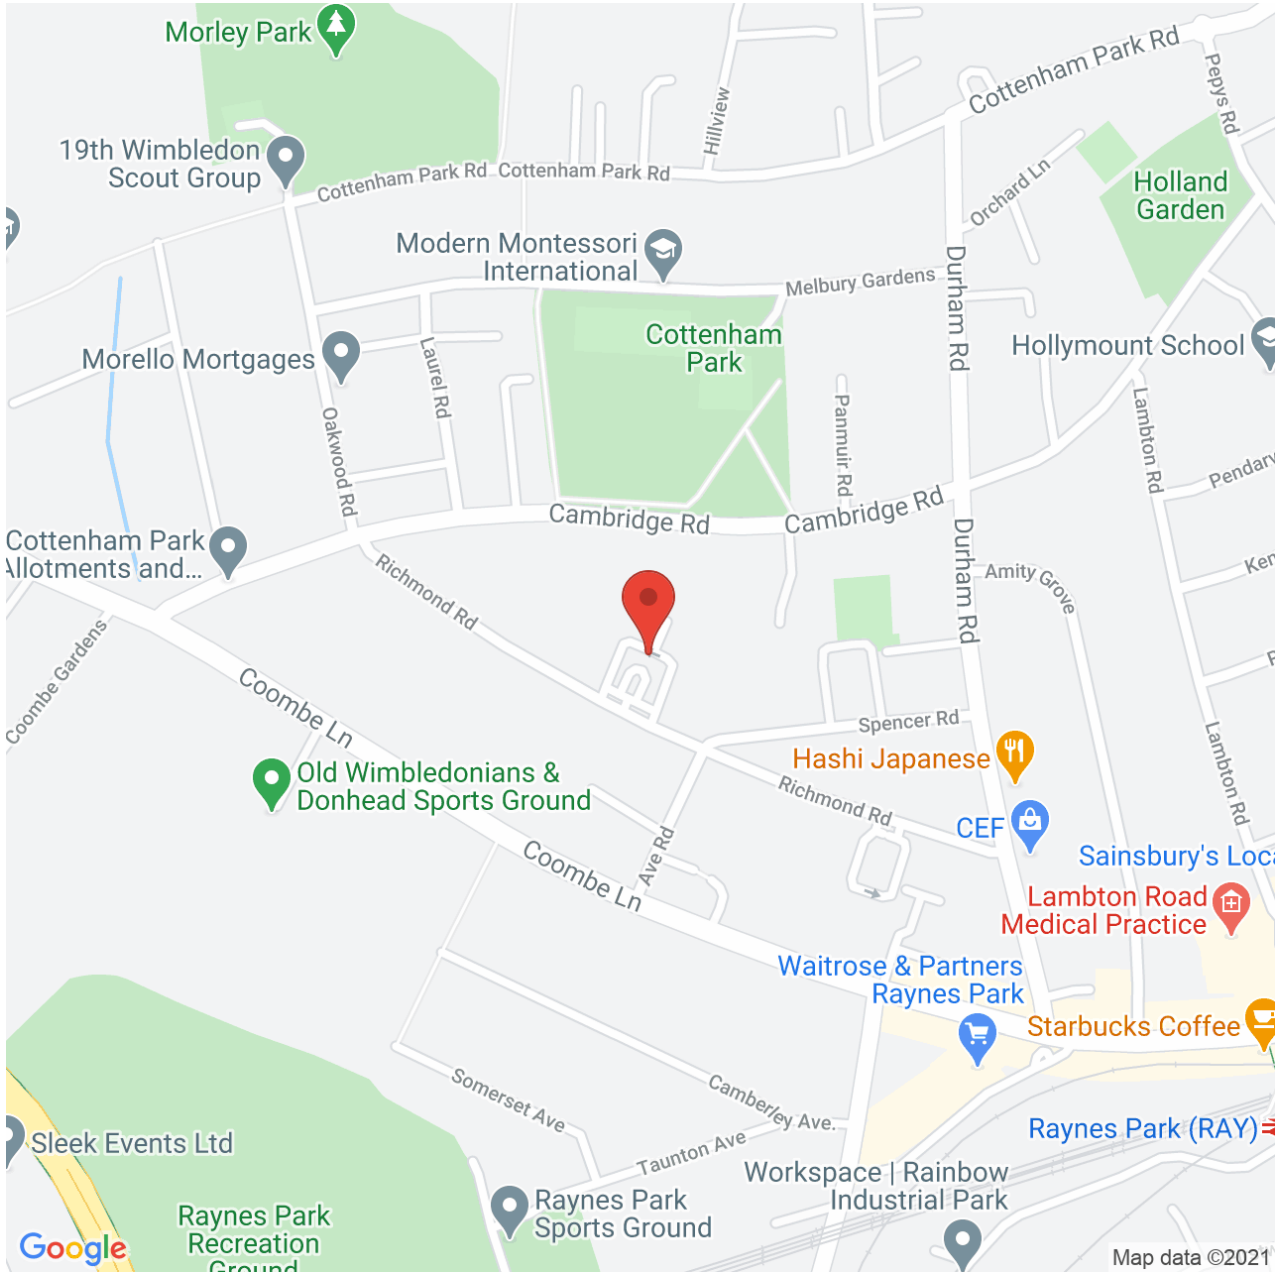 Morley Park
Cottenham Park Rd
Pepys Rd
Hillview
19th Wimbledon
Scout Group
Cottenham Park Rd
Cottenham Park Rd
Orchard Ln
Holland
Garden
Modern Montessori
International
Melbury Gardens
Durham Rd
Cottenham
Park
Hollymount School
Morello Mortgages
Laurel Rd
Oakwood Rd
Panmuir Rd
Lambton Rd
Pendarv
Cambridge Rd
Cambridge Rd
Cottenham Park
Allotments and...
Richmond Rd
Durham Rd
Amity Grove
Ken
Coombe Gardens
Coombe Ln
Spencer Rd
Lambton Rd
Hashi Japanese
Old Wimbledonians &
Donhead Sports Ground
Richmond Rd
CEF
Coombe Ln
Ave Rd
Sainsbury's Loca
Lambton Road
Medical Practice
Waitrose & Partners
Raynes Park
Starbucks Coffee
Somerset Ave
Camberley Ave.
Raynes Park (RAY)
Sleek Events Ltd
Taunton Ave
Workspace | Rainbow
Industrial Park
Raynes Park
Sports Ground
Raynes Park
Recreation
Ground
Google
Map data ©2021